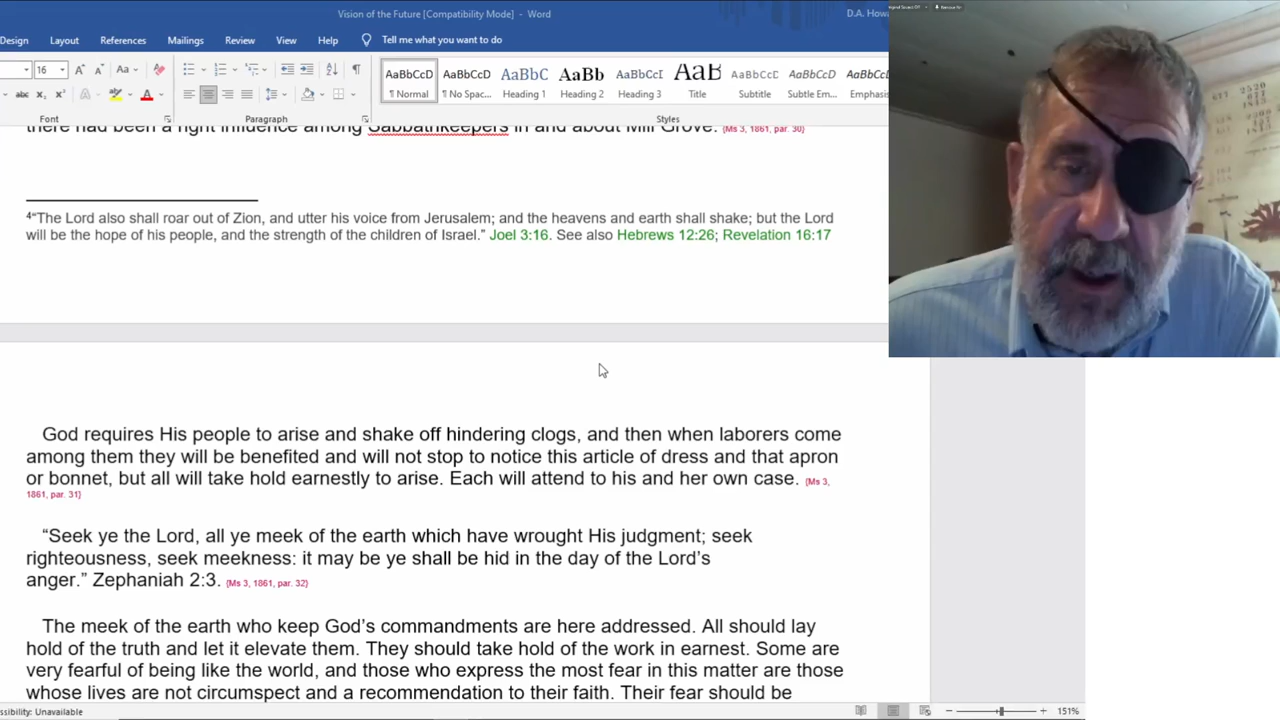 Vision of the Future [Compatibility Mode] - Word
D.A. How
Design Layout References Mailings Review View Help Tell me what you want to do
16 Aa
Font Paragraph Styles
AaBbCcD AaBbCcD AaBbC AaBb AaBbCcI AaB AaBbCcD AaBbCcD AaBbCc
¶ Normal ¶ No Spac... Heading 1 Heading 2 Heading 3 Title Subtitle Subtle Em... Emphasis
there had been a right influence among Sabbathkeepers in and about Mill Grove. {Ms 3, 1861, par. 30}
4“The Lord also shall roar out of Zion, and utter his voice from Jerusalem; and the heavens and earth shall shake; but the Lord
will be the hope of his people, and the strength of the children of Israel.” Joel 3:16. See also Hebrews 12:26; Revelation 16:17
God requires His people to arise and shake off hindering clogs, and then when laborers come
among them they will be benefited and will not stop to notice this article of dress and that apron
or bonnet, but all will take hold earnestly to arise. Each will attend to his and her own case. {Ms 3,
1861, par. 31}
“Seek ye the Lord, all ye meek of the earth which have wrought His judgment; seek
righteousness, seek meekness: it may be ye shall be hid in the day of the Lord’s
anger.” Zephaniah 2:3. {Ms 3, 1861, par. 32}
The meek of the earth who keep God’s commandments are here addressed. All should lay
hold of the truth and let it elevate them. They should take hold of the work in earnest. Some are
very fearful of being like the world, and those who express the most fear in this matter are those
whose lives are not circumspect and a recommendation to their faith. Their fear should be
ssibility: Unavailable
151%
2520
677
1843